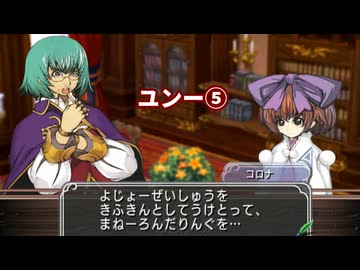 ユンー⑤
コロナ
よじょーぜいしゅうを
きふきんとしてうけとって、
まねーろんだりんぐを…